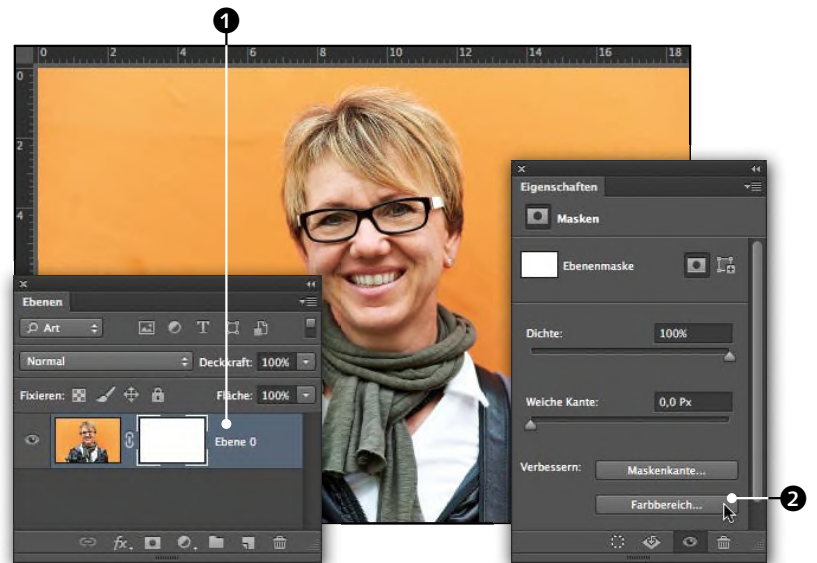 1
0 2 4 6 8 10 12 14 16 18
0
2
4
Eigenschaften
Masken
Ebenenmaske
Dichte: 100%
Weiche Kante: 0,0 Px
Verbessern: Maskenkante...
Farbbereich...
2
Ebenen
Art
T
Normal Deckkraft: 100%
Fixieren: Fläche: 100%
Ebene 0
fx.